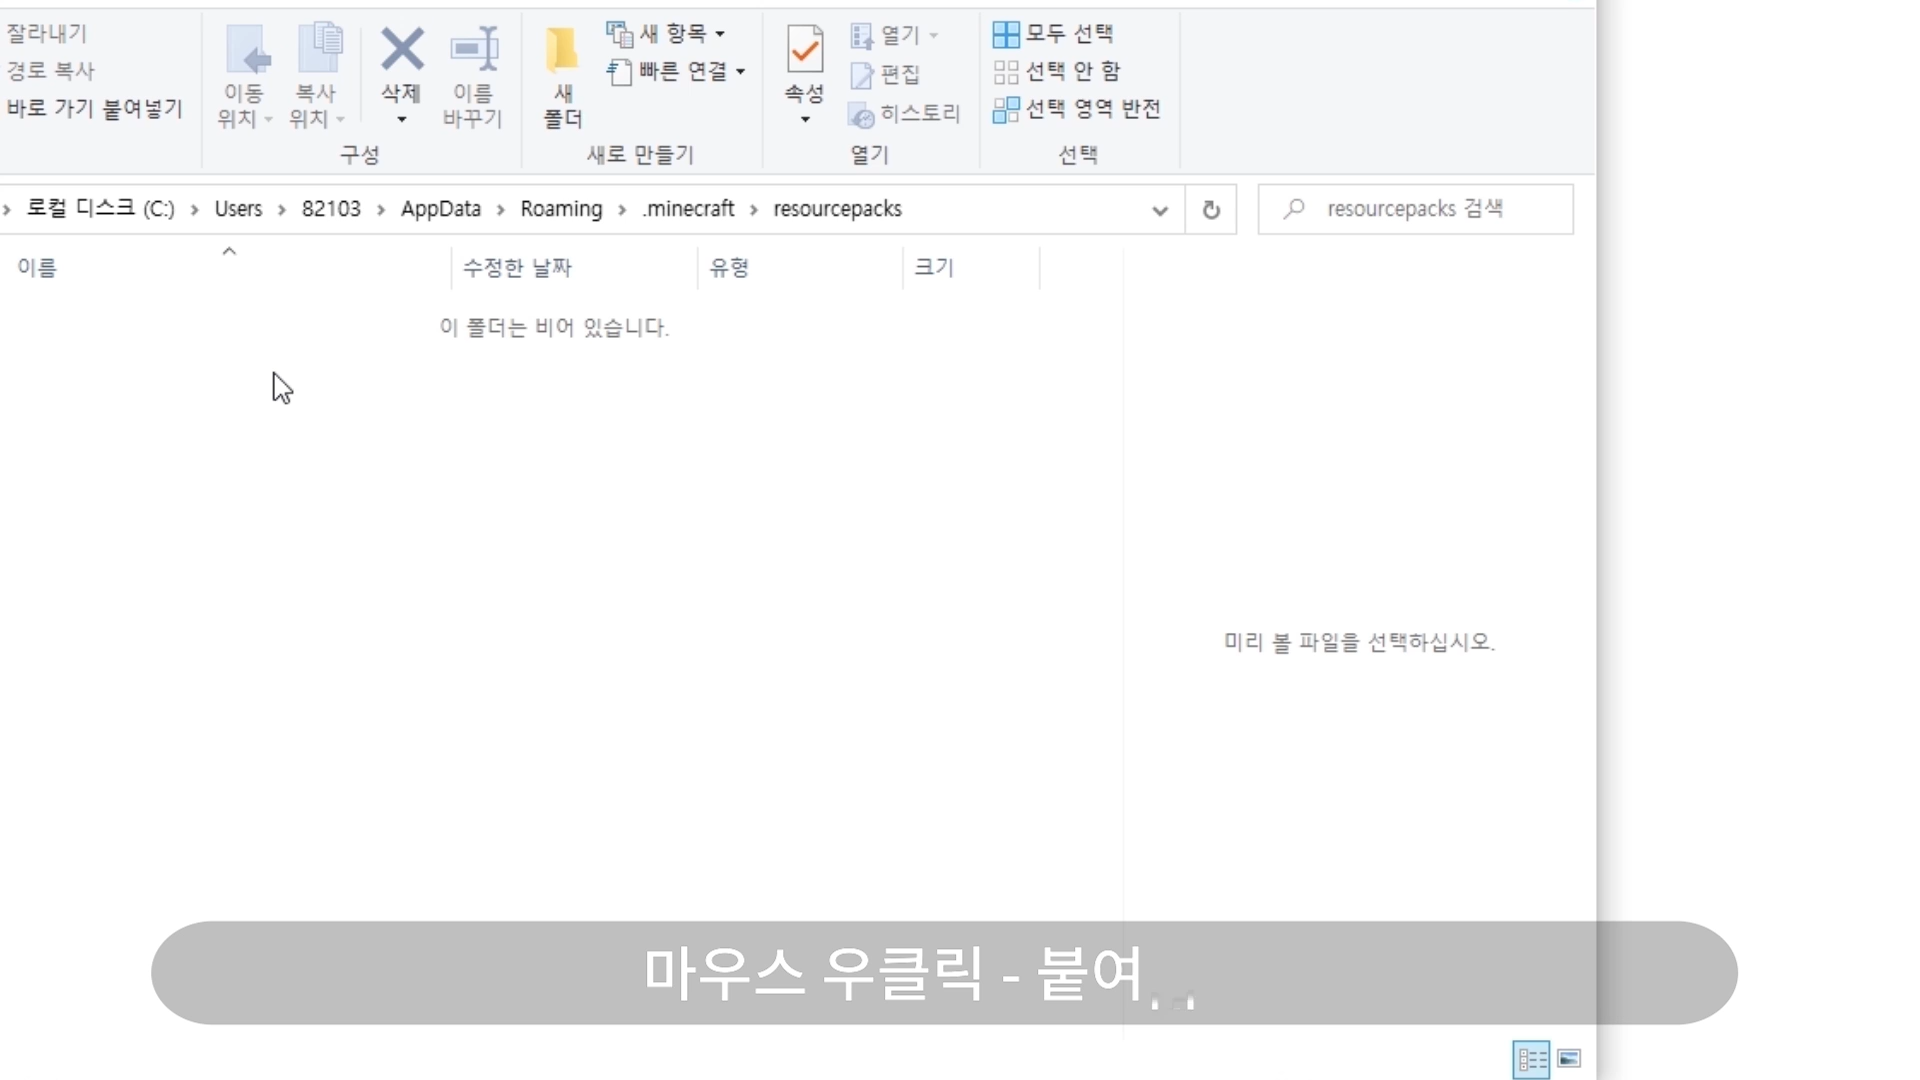 잘라내기
경로 복사
바로 가기 붙여넣기
이동 위치
복사 위치
삭제
이름 바꾸기
구성
새 폴더
새 항목
빠른 연결
새로 만들기
속성
열기
편집
히스토리
열기
모두 선택
선택 안 함
선택 영역 반전
선택
로컬 디스크 (C:) > Users > 82103 > AppData > Roaming > .minecraft > resourcepacks
resourcepacks 검색
이름
수정한 날짜
유형
크기
이 폴더는 비어 있습니다.
미리 볼 파일을 선택하십시오.
마우스 우클릭 - 붙여